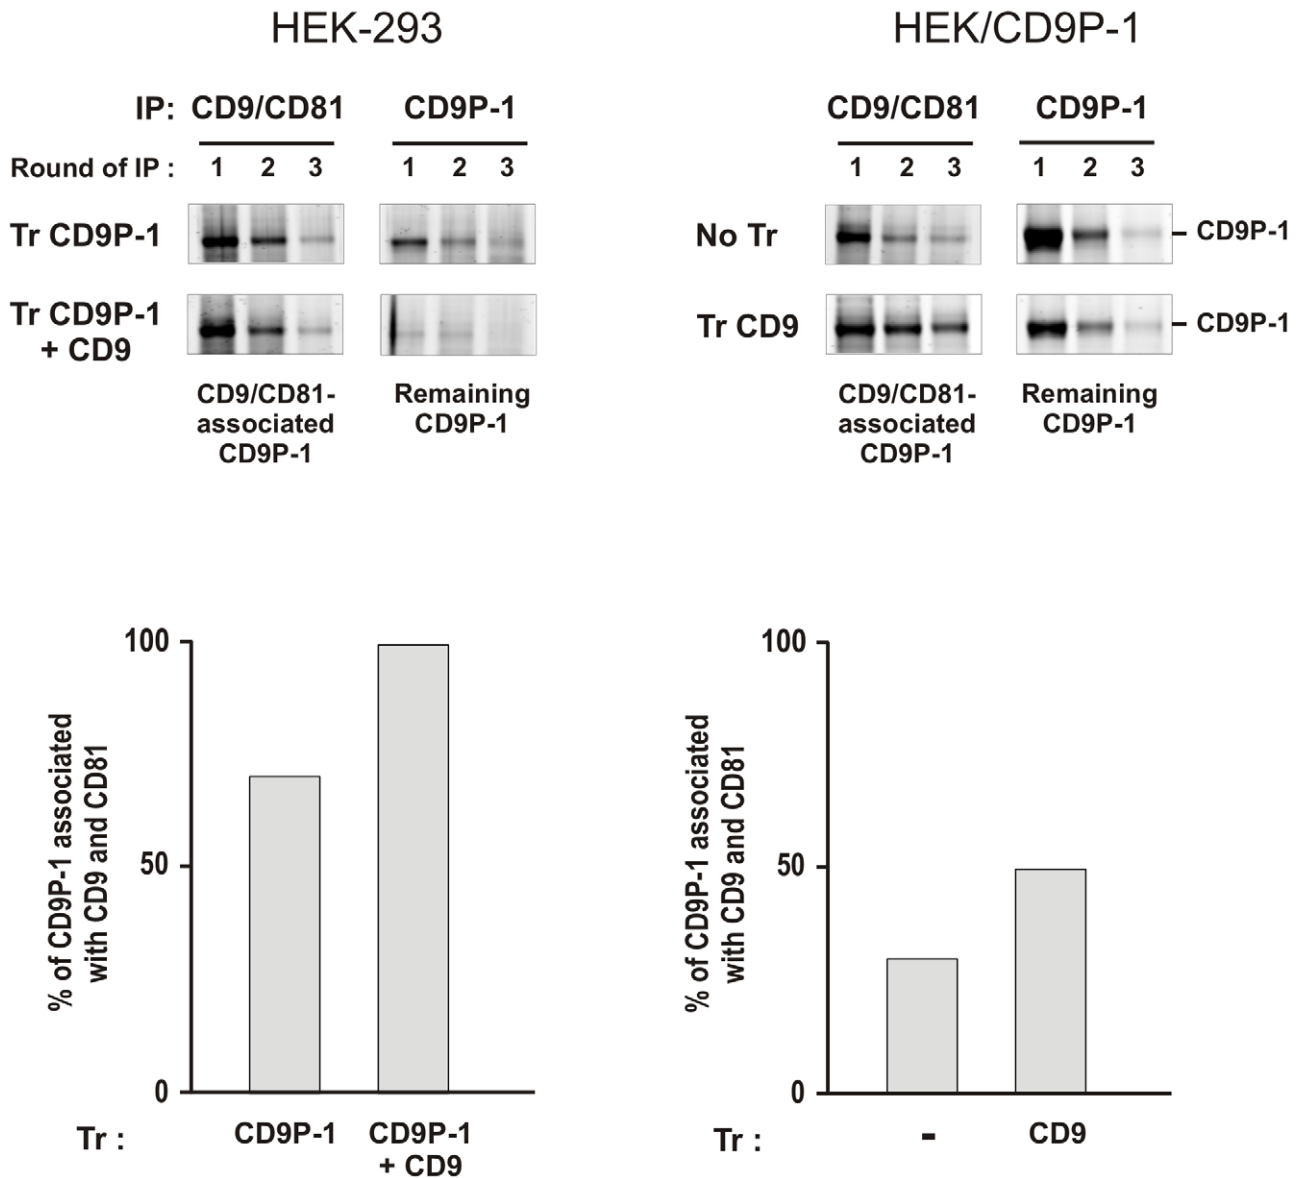 HEK-293
IP: CD9/CD81 CD9P-1
Round of IP : 1 2 3 1 2 3
Tr CD9P-1
Tr CD9P-1
+ CD9
CD9/CD81-
associated
CD9P-1
Remaining
CD9P-1
HEK/CD9P-1
CD9/CD81 CD9P-1
1 2 3 1 2 3
No Tr
– CD9P-1
Tr CD9
– CD9P-1
CD9/CD81-
associated
CD9P-1
Remaining
CD9P-1
% of CD9P-1 associated
with CD9 and CD81
100
50
0
Tr :
CD9P-1
CD9P-1
+ CD9
% of CD9P-1 associated
with CD9 and CD81
100
50
0
Tr :
-
CD9